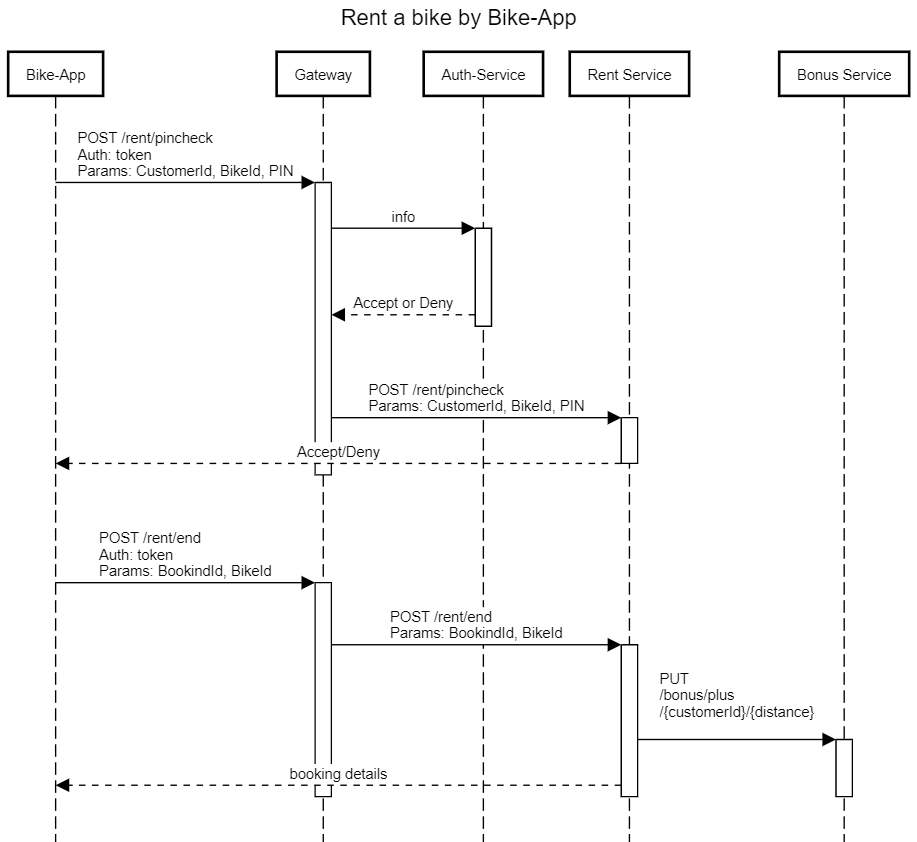 Rent a bike by Bike-App
Bike-App
Gateway
Auth-Service
Rent Service
Bonus Service
POST /rent/pincheck
Auth: token
Params: CustomerId, BikeId, PIN
info
Accept or Deny
POST /rent/pincheck
Params: CustomerId, BikeId, PIN
Accept/Deny
POST /rent/end
Auth: token
Params: BookindId, BikeId
POST /rent/end
Params: BookindId, BikeId
PUT
/bonus/plus
/{customerId}/{distance}
booking details